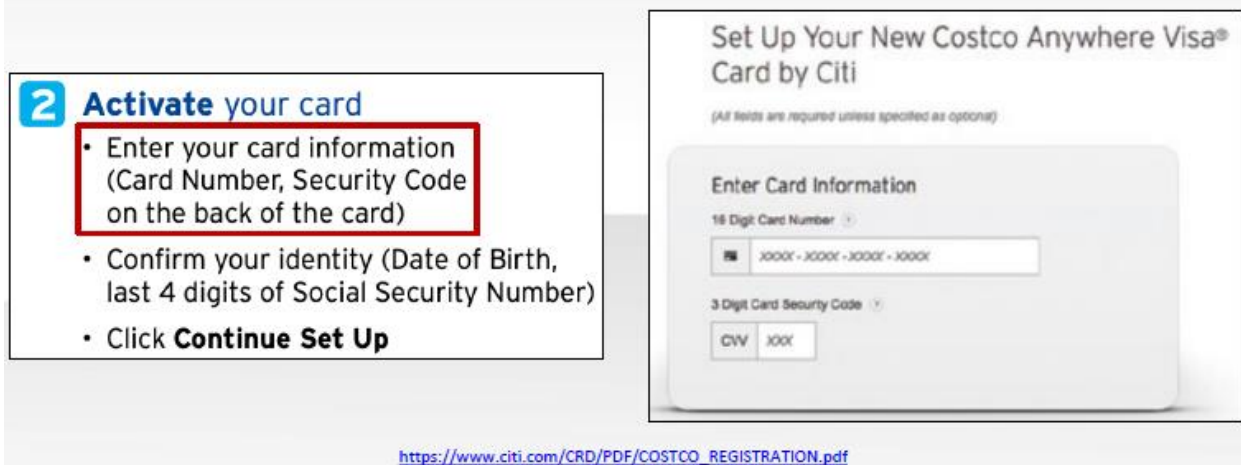 2 Activate your card
• Enter your card information
(Card Number, Security Code
on the back of the card)
• Confirm your identity (Date of Birth,
last 4 digits of Social Security Number)
• Click Continue Set Up
Set Up Your New Costco Anywhere Visa®
Card by Citi
(All fields are required unless specified as optional)
Enter Card Information
16 Digit Card Number ?
XXXX - XXXX - XXXX - XXXX
3 Digit Card Security Code ?
CVV XXX
https://www.citi.com/CRD/PDF/COSTCO_REGISTRATION.pdf